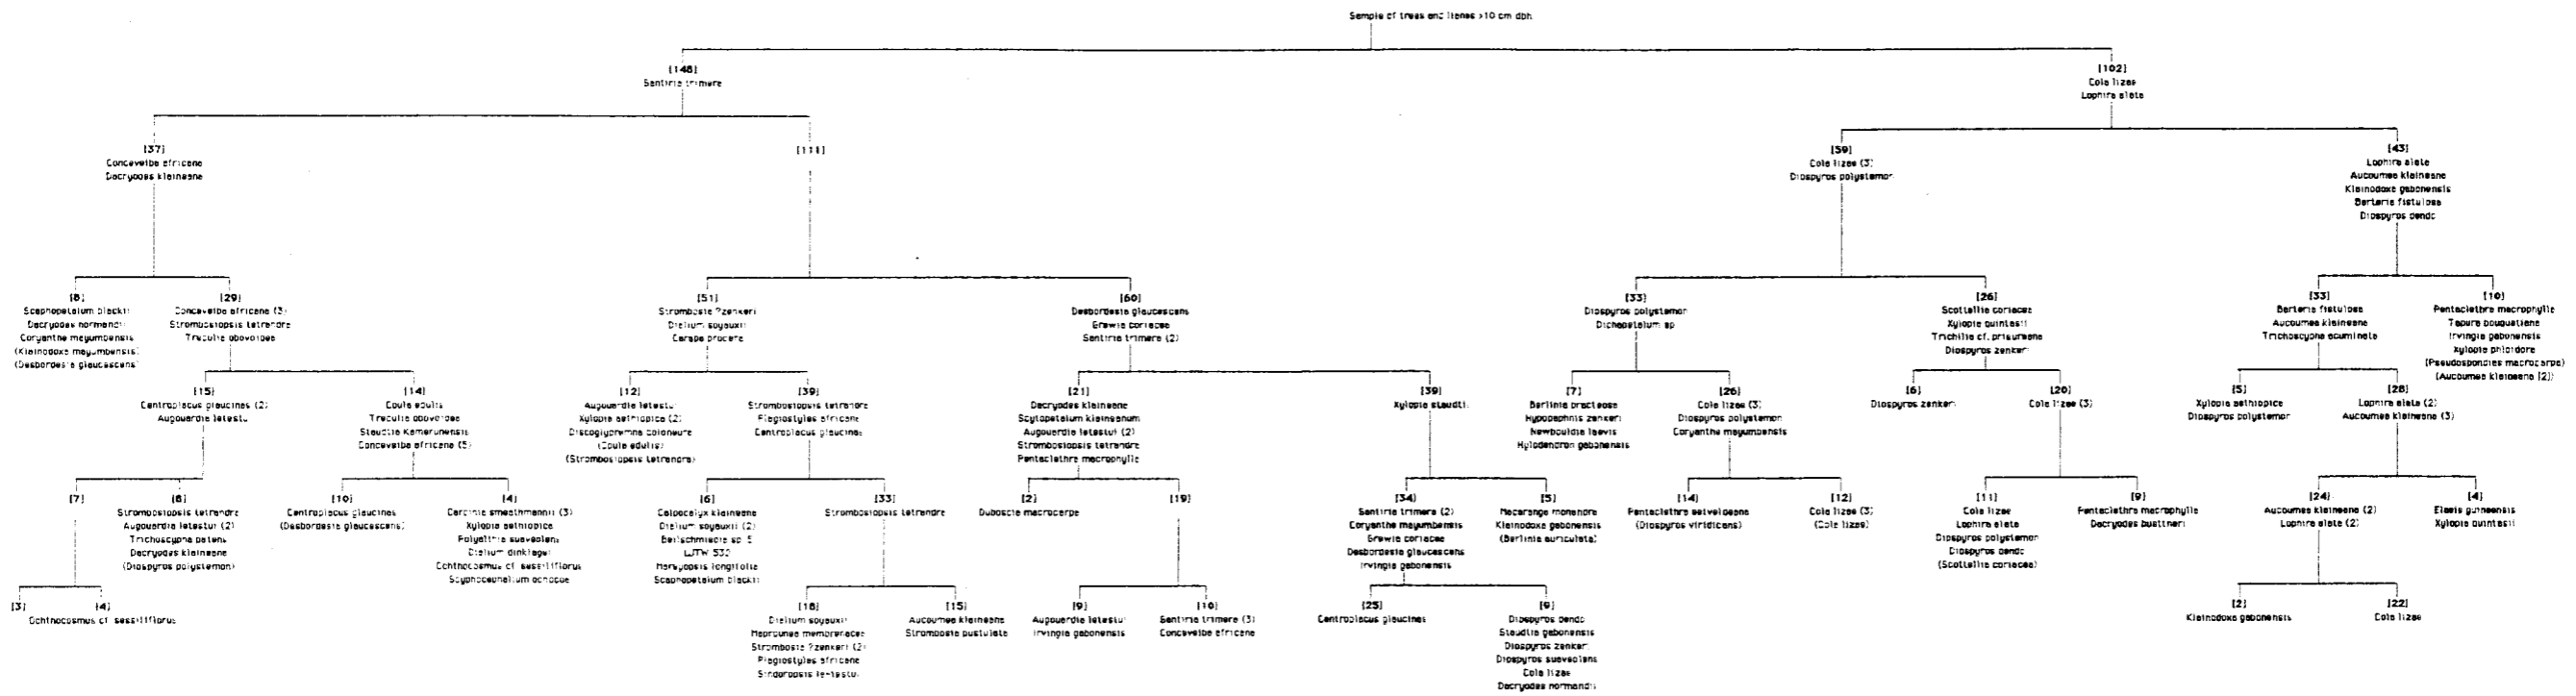 Sample of trees and lianas >10 cm dbh
[148]
Santiria trimera
[102]
Cola lizae
Lophira alata
[37]
Conceveiba africana
Dacryodes klaineana
[111]
[59]
Cola lizae (3)
Diospyros polystemon
[43]
Lophira alata
Aucoumea klaineana
Klainedoxa gabonensis
Barteria fistulosa
Diospyros dendo
[8]
Scaphopetalum blackii
Dacryodes normandii
Corynanthe mayumbensis
(Klainedoxa mayumbensis)
(Desbordesia glaucescens)
[29]
Conceveiba africana (3)
Strombosiopsis tetrandra
Treculia obovoidea
[51]
Strombosia ?zenkeri
Dialium soyauxii
Carapa procera
[60]
Desbordesia glaucescens
Grewia coriacea
Santiria trimera (2)
[33]
Diospyros polystemon
Dichapetalum sp
[26]
Scottellia coriacea
Xylopia quintasii
Trichilia cf. prieureana
Diospyros zenkeri
[33]
Barteria fistulosa
Aucoumea klaineana
Trichoscypha acuminata
[10]
Pentaclethra macrophylla
Tapura bouquetiana
Irvingia gabonensis
Xylopia phloiodora
(Pseudospondias macrocarpa)
(Aucoumea klaineana [2])
[15]
Centroplacus glaucinus (2)
Augouardia letestui
[14]
Coula edulis
Treculia obovoidea
Staudtia kamerunensis
Conceveiba africana (5)
[12]
Augouardia letestui
Xylopia aethiopica (2)
Discoglypremna caloneura
(Coula edulis)
(Strombosiopsis tetrandra)
[39]
Strombosiopsis tetrandra
Plagiostyles africana
Centroplacus glaucinus
[21]
Dacryodes klaineana
Scytopetalum klaineanum
Augouardia letestui (2)
Strombosiopsis tetrandra
Pentaclethra macrophylla
[39]
Xylopia staudtii
[7]
Berlinia bracteosa
Hypodaphnis zenkeri
Newbouldia laevis
Hylodendron gabonensis
[26]
Cola lizae (3)
Diospyros polystemon
Corynanthe mayumbensis
[6]
Diospyros zenkeri
[20]
Cola lizae (3)
[5]
Xylopia aethiopica
Diospyros polystemon
[28]
Lophira alata (2)
Aucoumea klaineana (3)
[7]
[8]
Strombosiopsis tetrandra
Augouardia letestui (2)
Trichoscypha patens
Dacryodes klaineana
(Diospyros polystemon)
[10]
Centroplacus glaucinus
(Desbordesia glaucescens)
[4]
Garcinia smeathmannii (3)
Xylopia aethiopica
Polyalthia suaveolens
Dialium dinklagei
Ochthocosmus cf. sessiliflorus
Scyphocephalium ochocoa
[6]
Calpocalyx klaineana
Dialium soyauxii (2)
Beilschmiedia sp 5
LJTW 532
Mareyopsis longifolia
Scaphopetalum blackii
[33]
Strombosiopsis tetrandra
[2]
Duboscia macrocarpa
[19]
[34]
Santiria trimera (2)
Corynanthe mayumbensis
Grewia coriacea
Desbordesia glaucescens
Irvingia gabonensis
[5]
Macaranga monandra
Klainedoxa gabonensis
(Berlinia auriculata)
[14]
Pentaclethra eetveldeana
(Diospyros viridicans)
[12]
Cola lizae (3)
(Cola lizae)
[11]
Cola lizae
Lophira alata
Diospyros polystemon
Diospyros dendo
(Scottellia coriacea)
[9]
Pentaclethra macrophylla
Dacryodes buettneri
[24]
Aucoumea klaineana (2)
Lophira alata (2)
[4]
Elaeis guineensis
Xylopia quintasii
[3]
[4]
Ochthocosmus cf. sessiliflorus
[18]
Dialium soyauxii
Maprounea membranacea
Strombosia ?zenkeri (2)
Plagiostyles africana
Sindoropsis le-testui
[15]
Aucoumea klaineana
Strombosia pustulata
[9]
Augouardia letestui
Irvingia gabonensis
[10]
Santiria trimera (3)
Conceveiba africana
[25]
Centroplacus glaucinus
[9]
Diospyros dendo
Staudtia gabonensis
Diospyros zenkeri
Diospyros suaveolens
Cola lizae
Dacryodes normandii
[2]
Klainedoxa gabonensis
[22]
Cola lizae